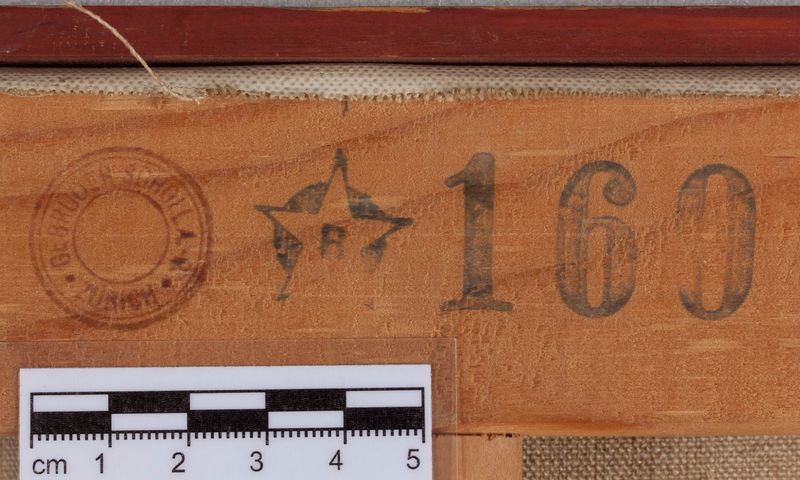 GEBRÜDER SCHOLL A.-G.
· ZÜRICH ·
R
160
cm 1 2 3 4 5